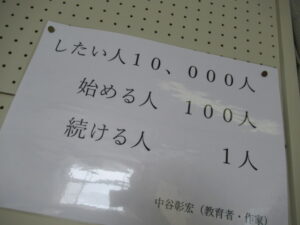 したい人１０、０００人
始める人　１００人
続ける人　　　１人
中谷彰宏（教育者・作家）